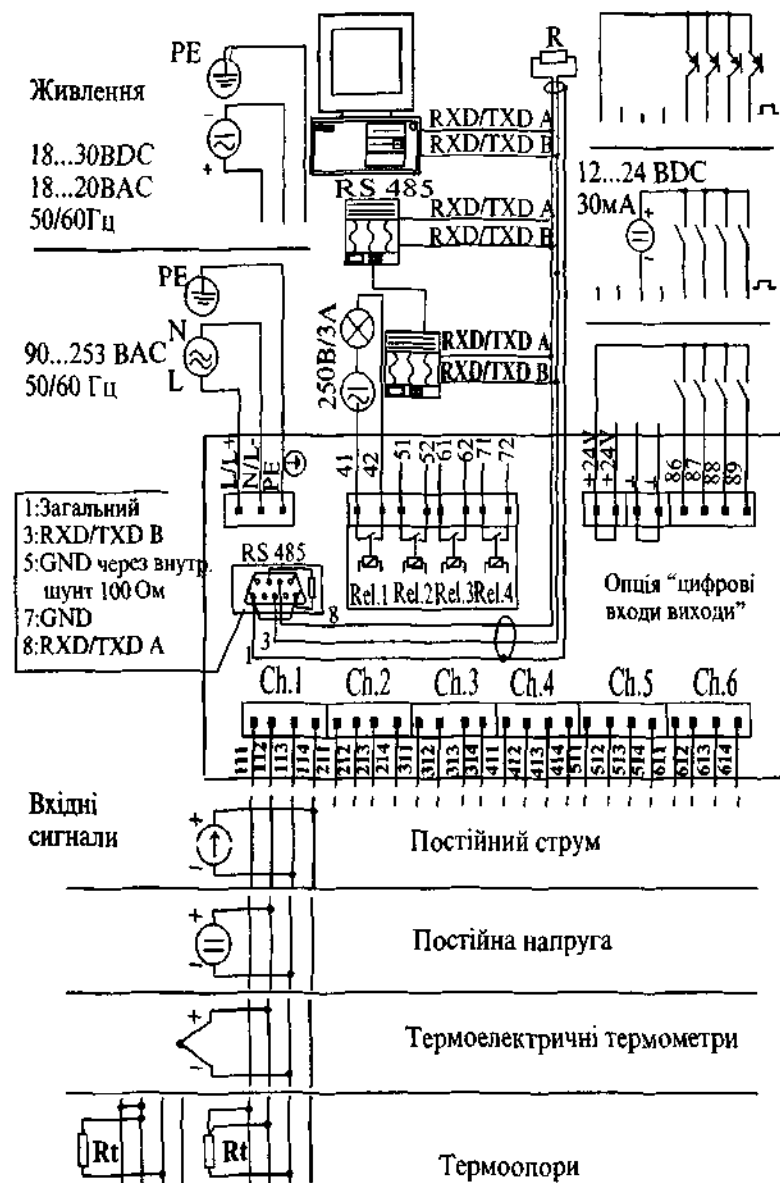 PE
Живлення
18...30BDC
18...20BAC
50/60Гц
R
RXD/TXD A
RXD/TXD B
RS 485
RXD/TXD A
RXD/TXD B
12...24 BDC
30мА
PE
N
L
90...253 BAC
50/60 Гц
250В/3А
RXD/TXD A
RXD/TXD B
L/L+
N/L-
PE
41
42
51
52
61
62
71
72
+24V
+24V
86
87
88
89
1:Загальний
3:RXD/TXD B
5:GND через внутр.
шунт 100 Ом
7:GND
8:RXD/TXD A
RS 485
Rel.1 Rel.2 Rel.3 Rel.4
8
3
1
Опція “цифрові
входи виходи”
Ch.1 Ch.2 Ch.3 Ch.4 Ch.5 Ch.6
111 112 113 114 211 212 213 214 311 312 313 314 411 412 413 414 511 512 513 514 611 612 613 614
Вхідні
сигнали
+
−
Постійний струм
+
−
Постійна напруга
+
−
Термоелектричні термометри
Rt
Rt
Термоопори